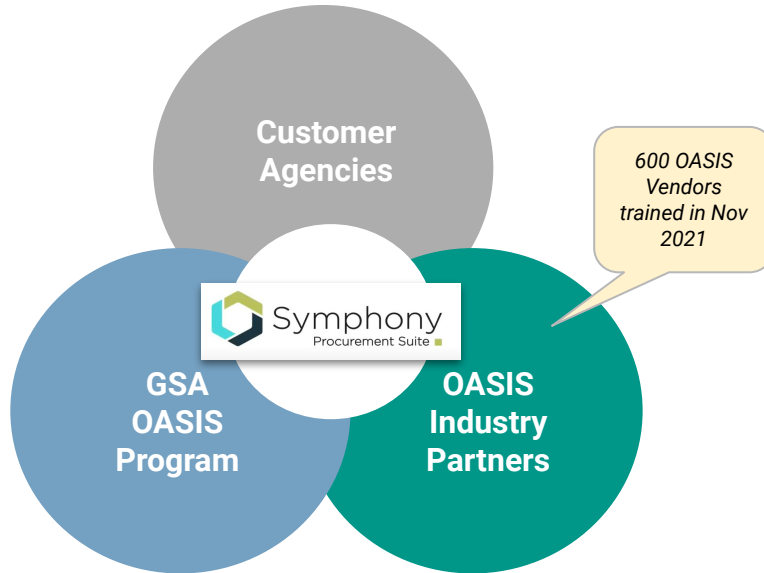 Customer
Agencies
600 OASIS
Vendors
trained in Nov
2021
Symphony
Procurement Suite
GSA
OASIS
Program
OASIS
Industry
Partners